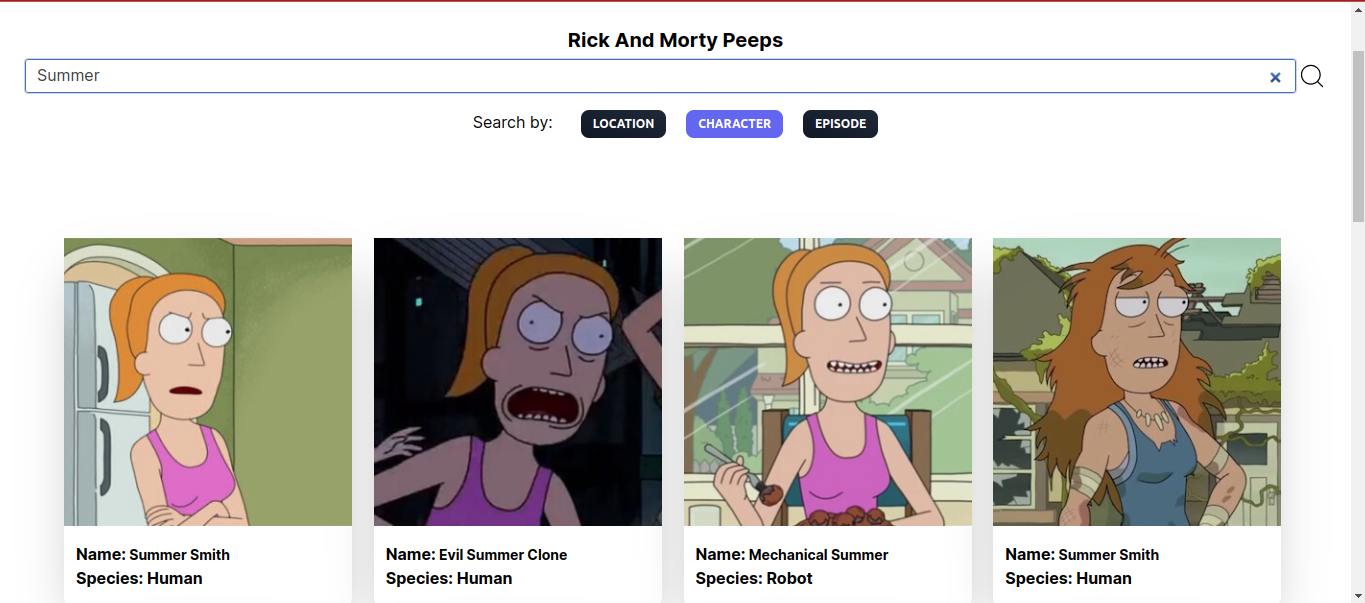 Rick And Morty Peeps
Summer
Search by: LOCATION CHARACTER EPISODE
Name: Summer Smith
Species: Human
Name: Evil Summer Clone
Species: Human
Name: Mechanical Summer
Species: Robot
Name: Summer Smith
Species: Human